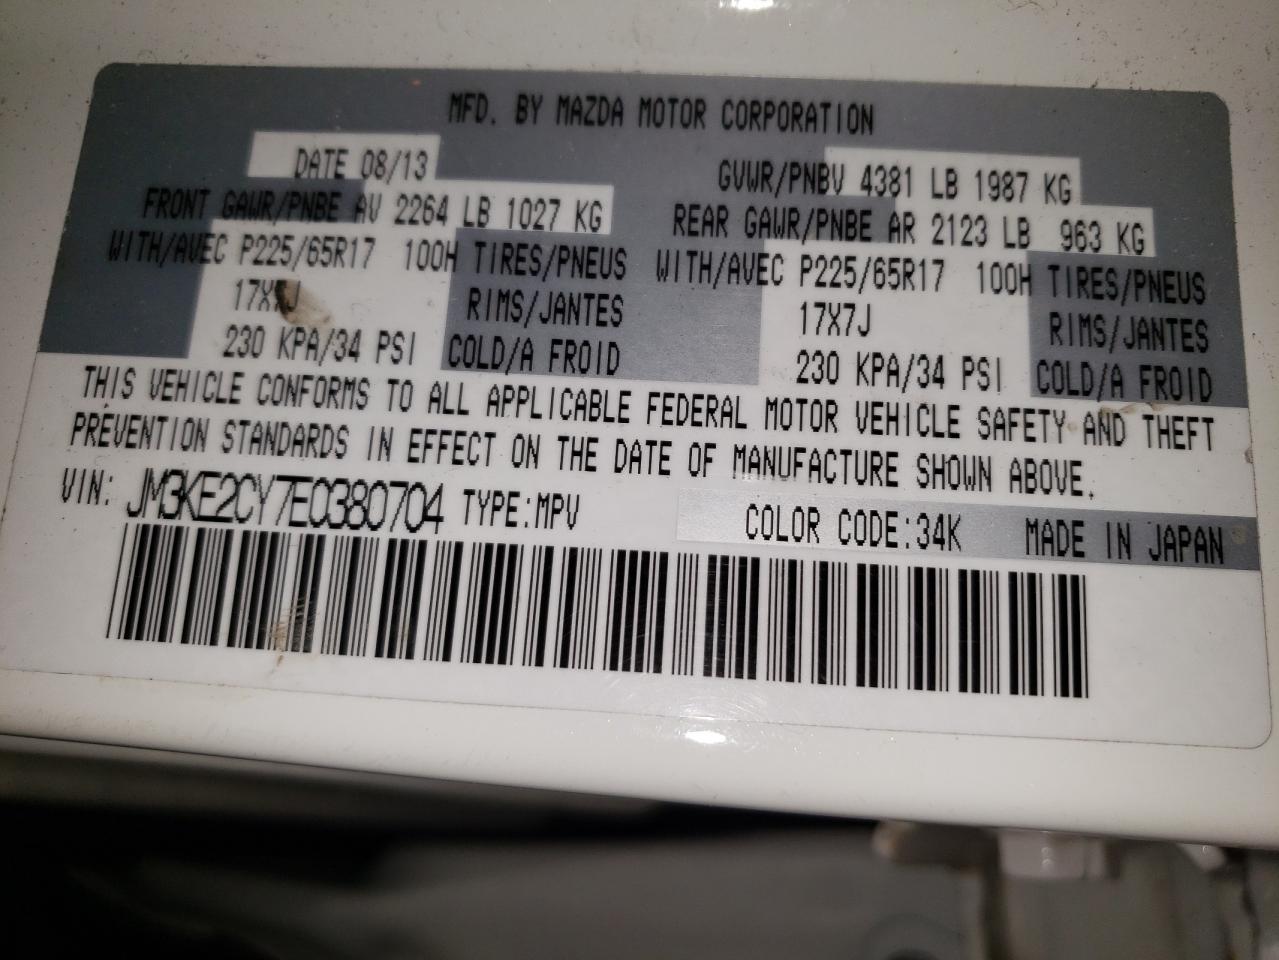 MFD. BY MAZDA MOTOR CORPORATION
DATE 08/13 GVWR/PNBV 4381 LB 1987 KG
FRONT GAWR/PNBE AV 2264 LB 1027 KG REAR GAWR/PNBE AR 2123 LB 963 KG
WITH/AVEC P225/65R17 100H TIRES/PNEUS WITH/AVEC P225/65R17 100H TIRES/PNEUS
17X7J RIMS/JANTES 17X7J RIMS/JANTES
230 KPA/34 PSI COLD/A FROID 230 KPA/34 PSI COLD/A FROID
THIS VEHICLE CONFORMS TO ALL APPLICABLE FEDERAL MOTOR VEHICLE SAFETY AND THEFT
PREVENTION STANDARDS IN EFFECT ON THE DATE OF MANUFACTURE SHOWN ABOVE.
VIN: JM3KE2CY7E0380704 TYPE:MPV COLOR CODE:34K MADE IN JAPAN